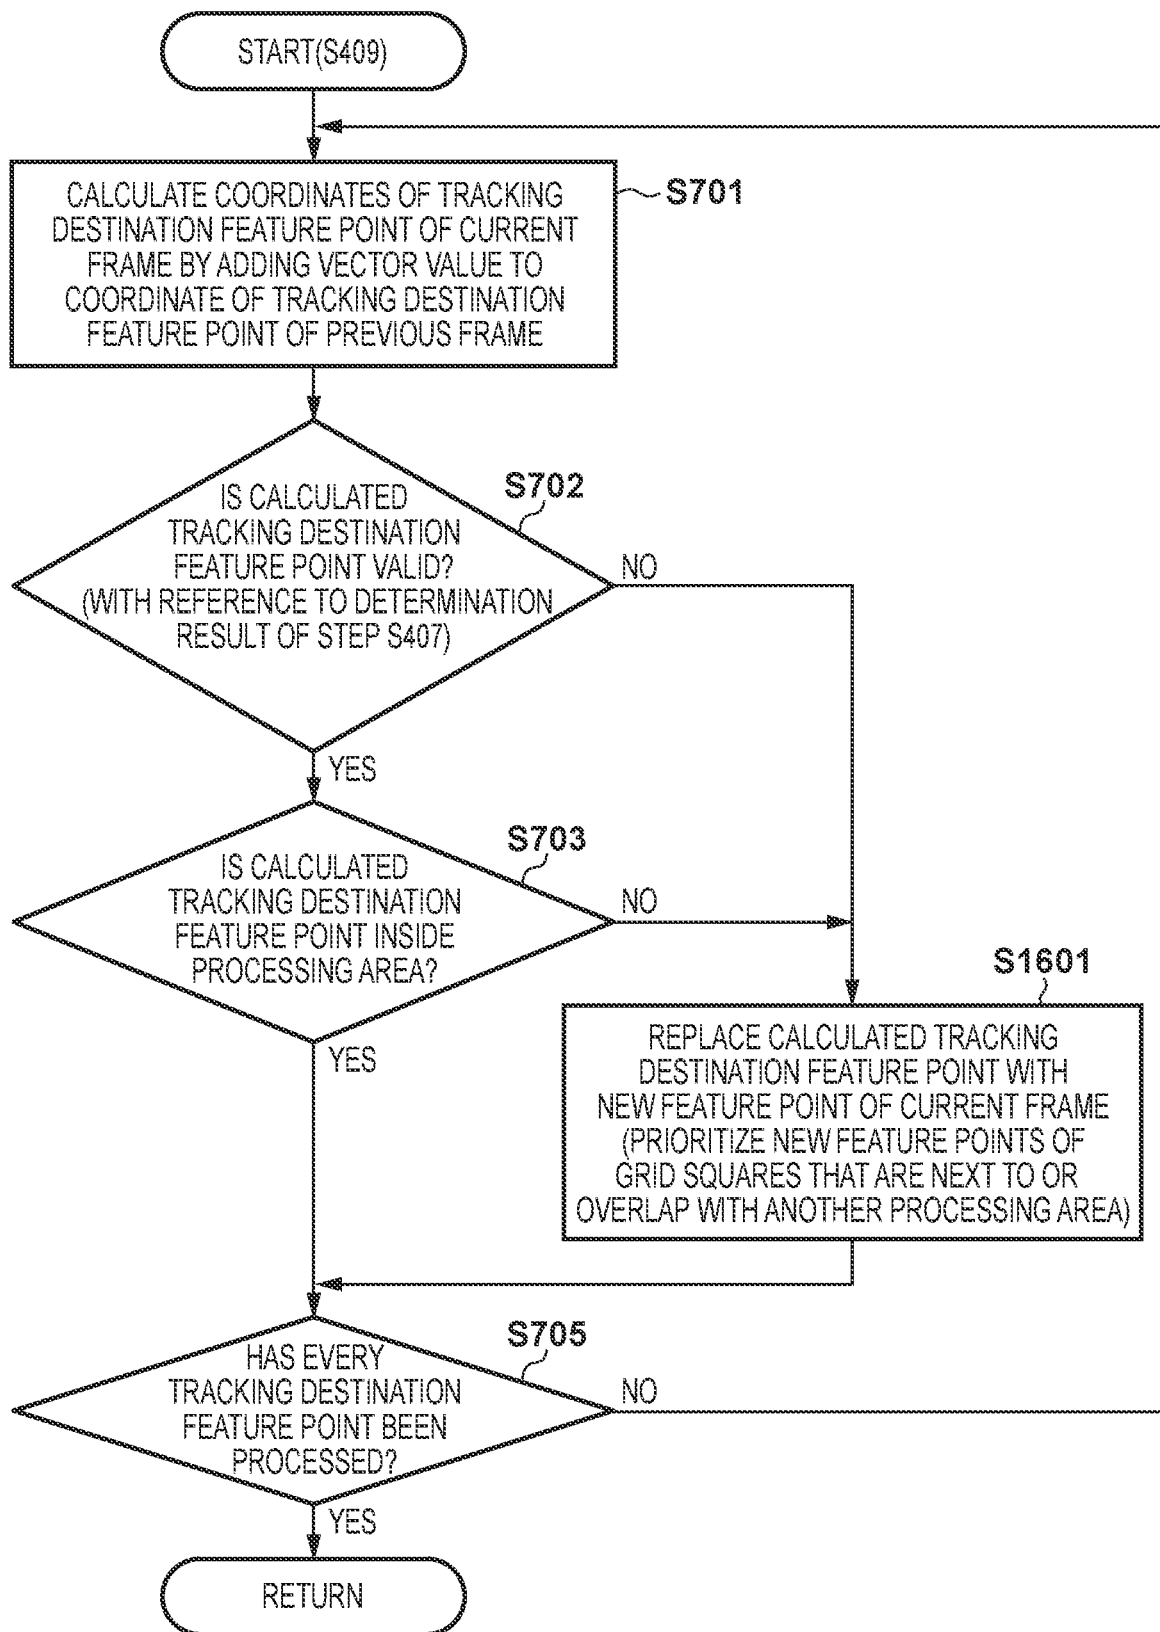 START(S409)
CALCULATE COORDINATES OF TRACKING
DESTINATION FEATURE POINT OF CURRENT
FRAME BY ADDING VECTOR VALUE TO
COORDINATE OF TRACKING DESTINATION
FEATURE POINT OF PREVIOUS FRAME
S701
IS CALCULATED
TRACKING DESTINATION
FEATURE POINT VALID?
(WITH REFERENCE TO DETERMINATION
RESULT OF STEP S407)
S702
NO
YES
IS CALCULATED
TRACKING DESTINATION
FEATURE POINT INSIDE
PROCESSING AREA?
S703
NO
YES
S1601
REPLACE CALCULATED TRACKING
DESTINATION FEATURE POINT WITH
NEW FEATURE POINT OF CURRENT FRAME
(PRIORITIZE NEW FEATURE POINTS OF
GRID SQUARES THAT ARE NEXT TO OR
OVERLAP WITH ANOTHER PROCESSING AREA)
HAS EVERY
TRACKING DESTINATION
FEATURE POINT BEEN
PROCESSED?
S705
NO
YES
RETURN